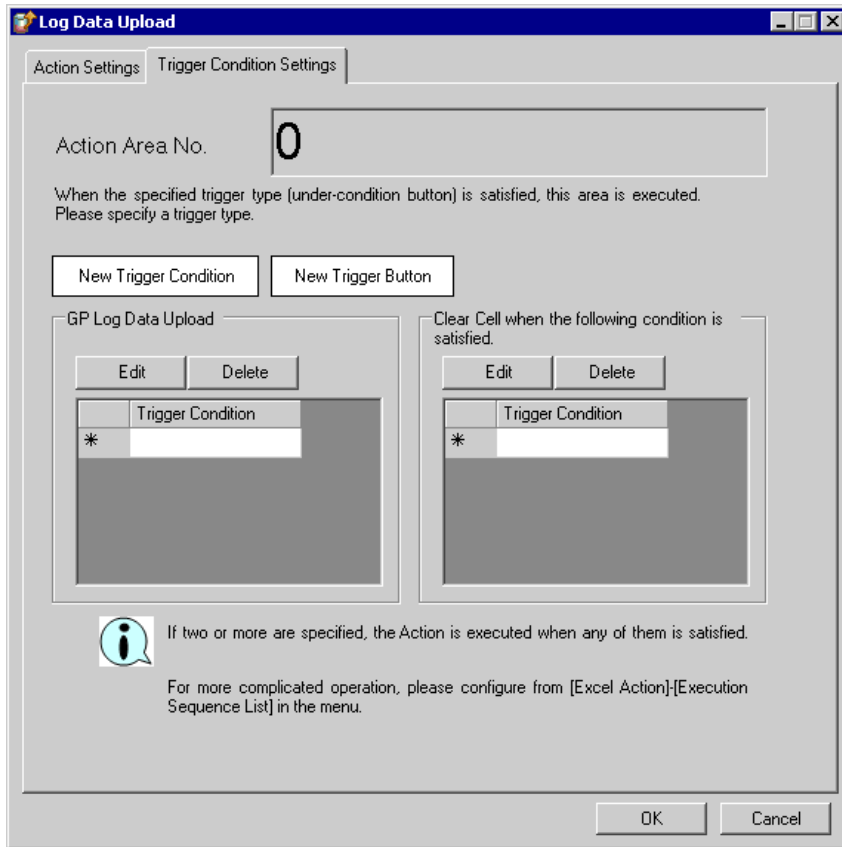 Log Data Upload
Action Settings
Trigger Condition Settings
Action Area No.
0
When the specified trigger type (under-condition button) is satisfied, this area is executed.
Please specify a trigger type.
New Trigger Condition
New Trigger Button
GP Log Data Upload
Edit
Delete
Trigger Condition
*
Clear Cell when the following condition is
satisfied.
Edit
Delete
Trigger Condition
*
If two or more are specified, the Action is executed when any of them is satisfied.
For more complicated operation, please configure from [Excel Action]-[Execution
Sequence List] in the menu.
OK
Cancel